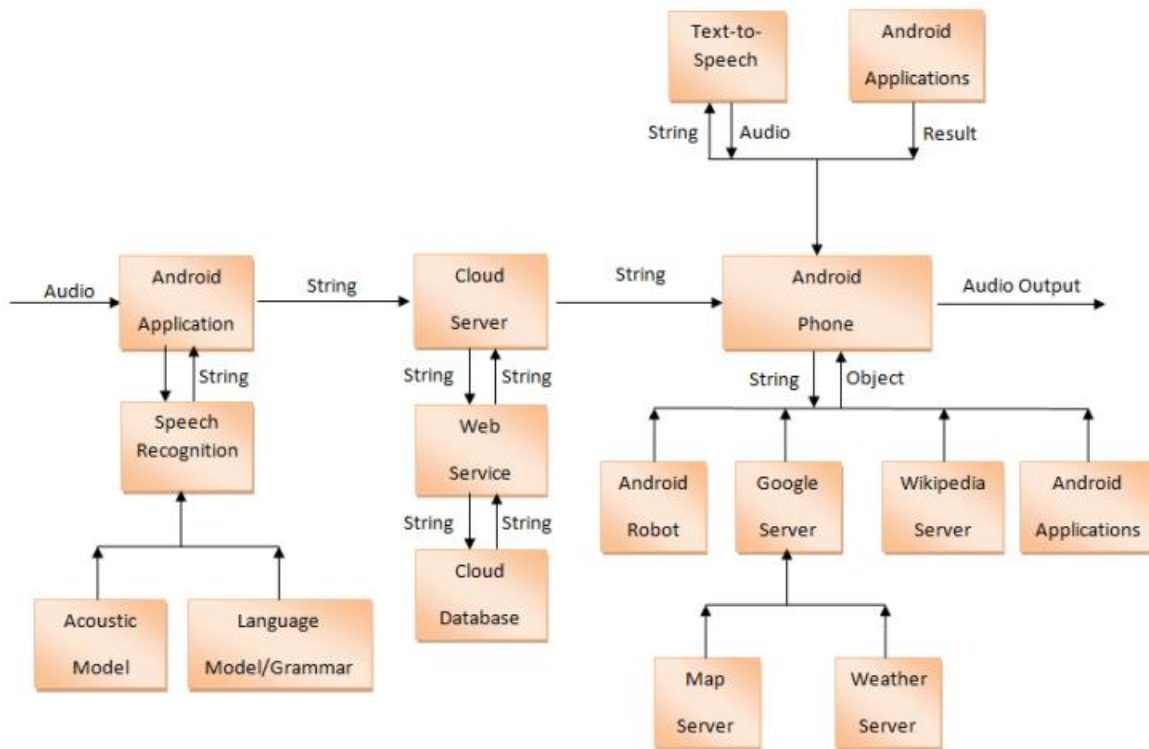 Text-to-
Speech
Android
Applications
String
Audio
Result
Audio
Android
Application
String
Cloud
Server
String
Android
Phone
Audio Output
String
String
String
String
Object
Speech
Recognition
Web
Service
Android
Robot
Google
Server
Wikipedia
Server
Android
Applications
String
String
Cloud
Database
Acoustic
Model
Language
Model/Grammar
Map
Server
Weather
Server